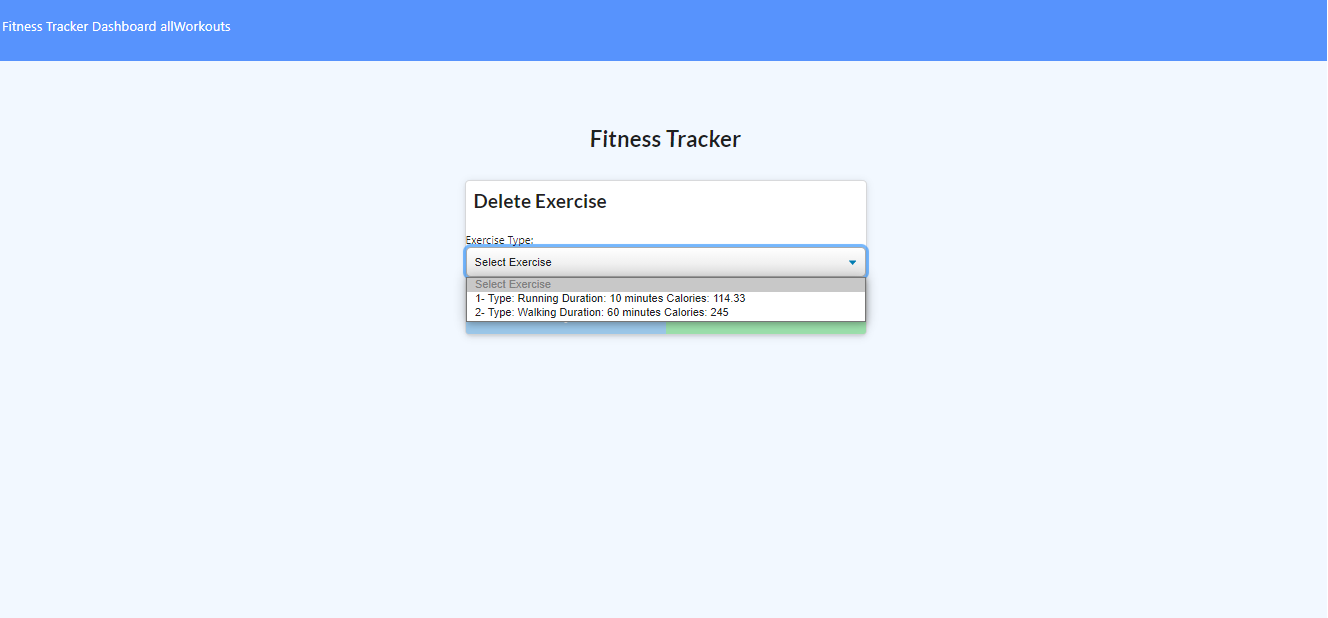 Fitness Tracker Dashboard allWorkouts
Fitness Tracker
Delete Exercise
Exercise Type:
Select Exercise
Select Exercise
1- Type: Running Duration: 10 minutes Calories: 114.33
2- Type: Walking Duration: 60 minutes Calories: 245